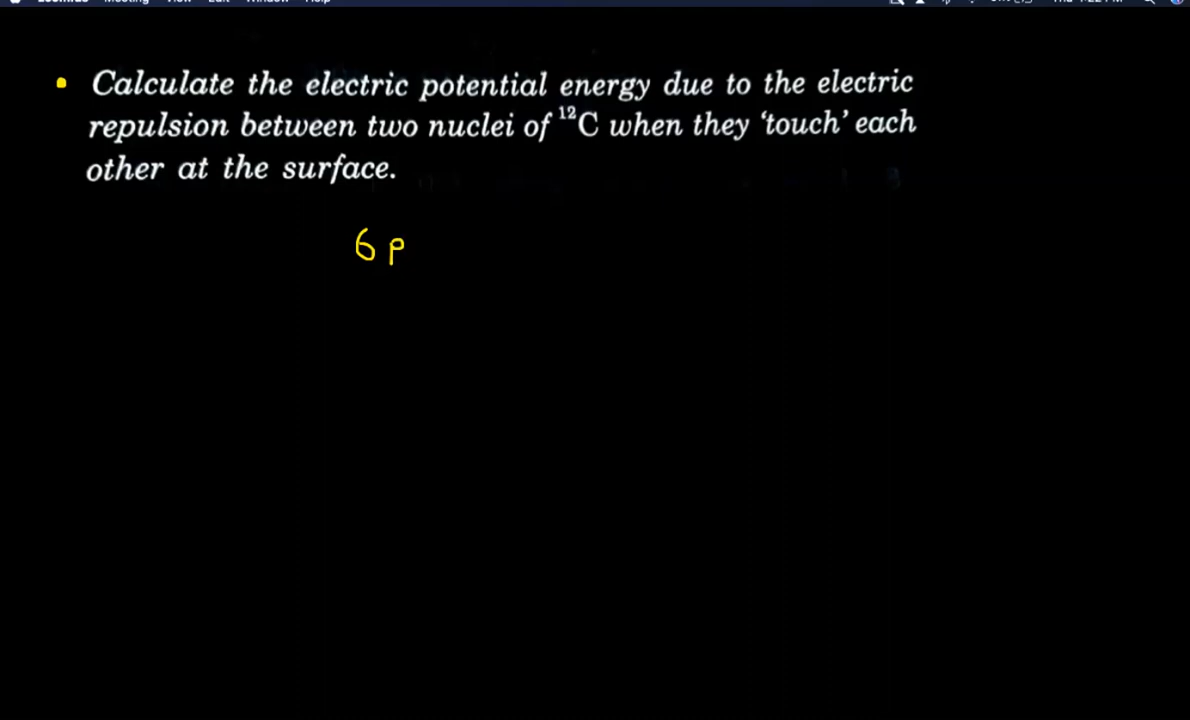 • Calculate the electric potential energy due to the electric
repulsion between two nuclei of ¹²C when they ‘touch’ each
other at the surface.
6 p